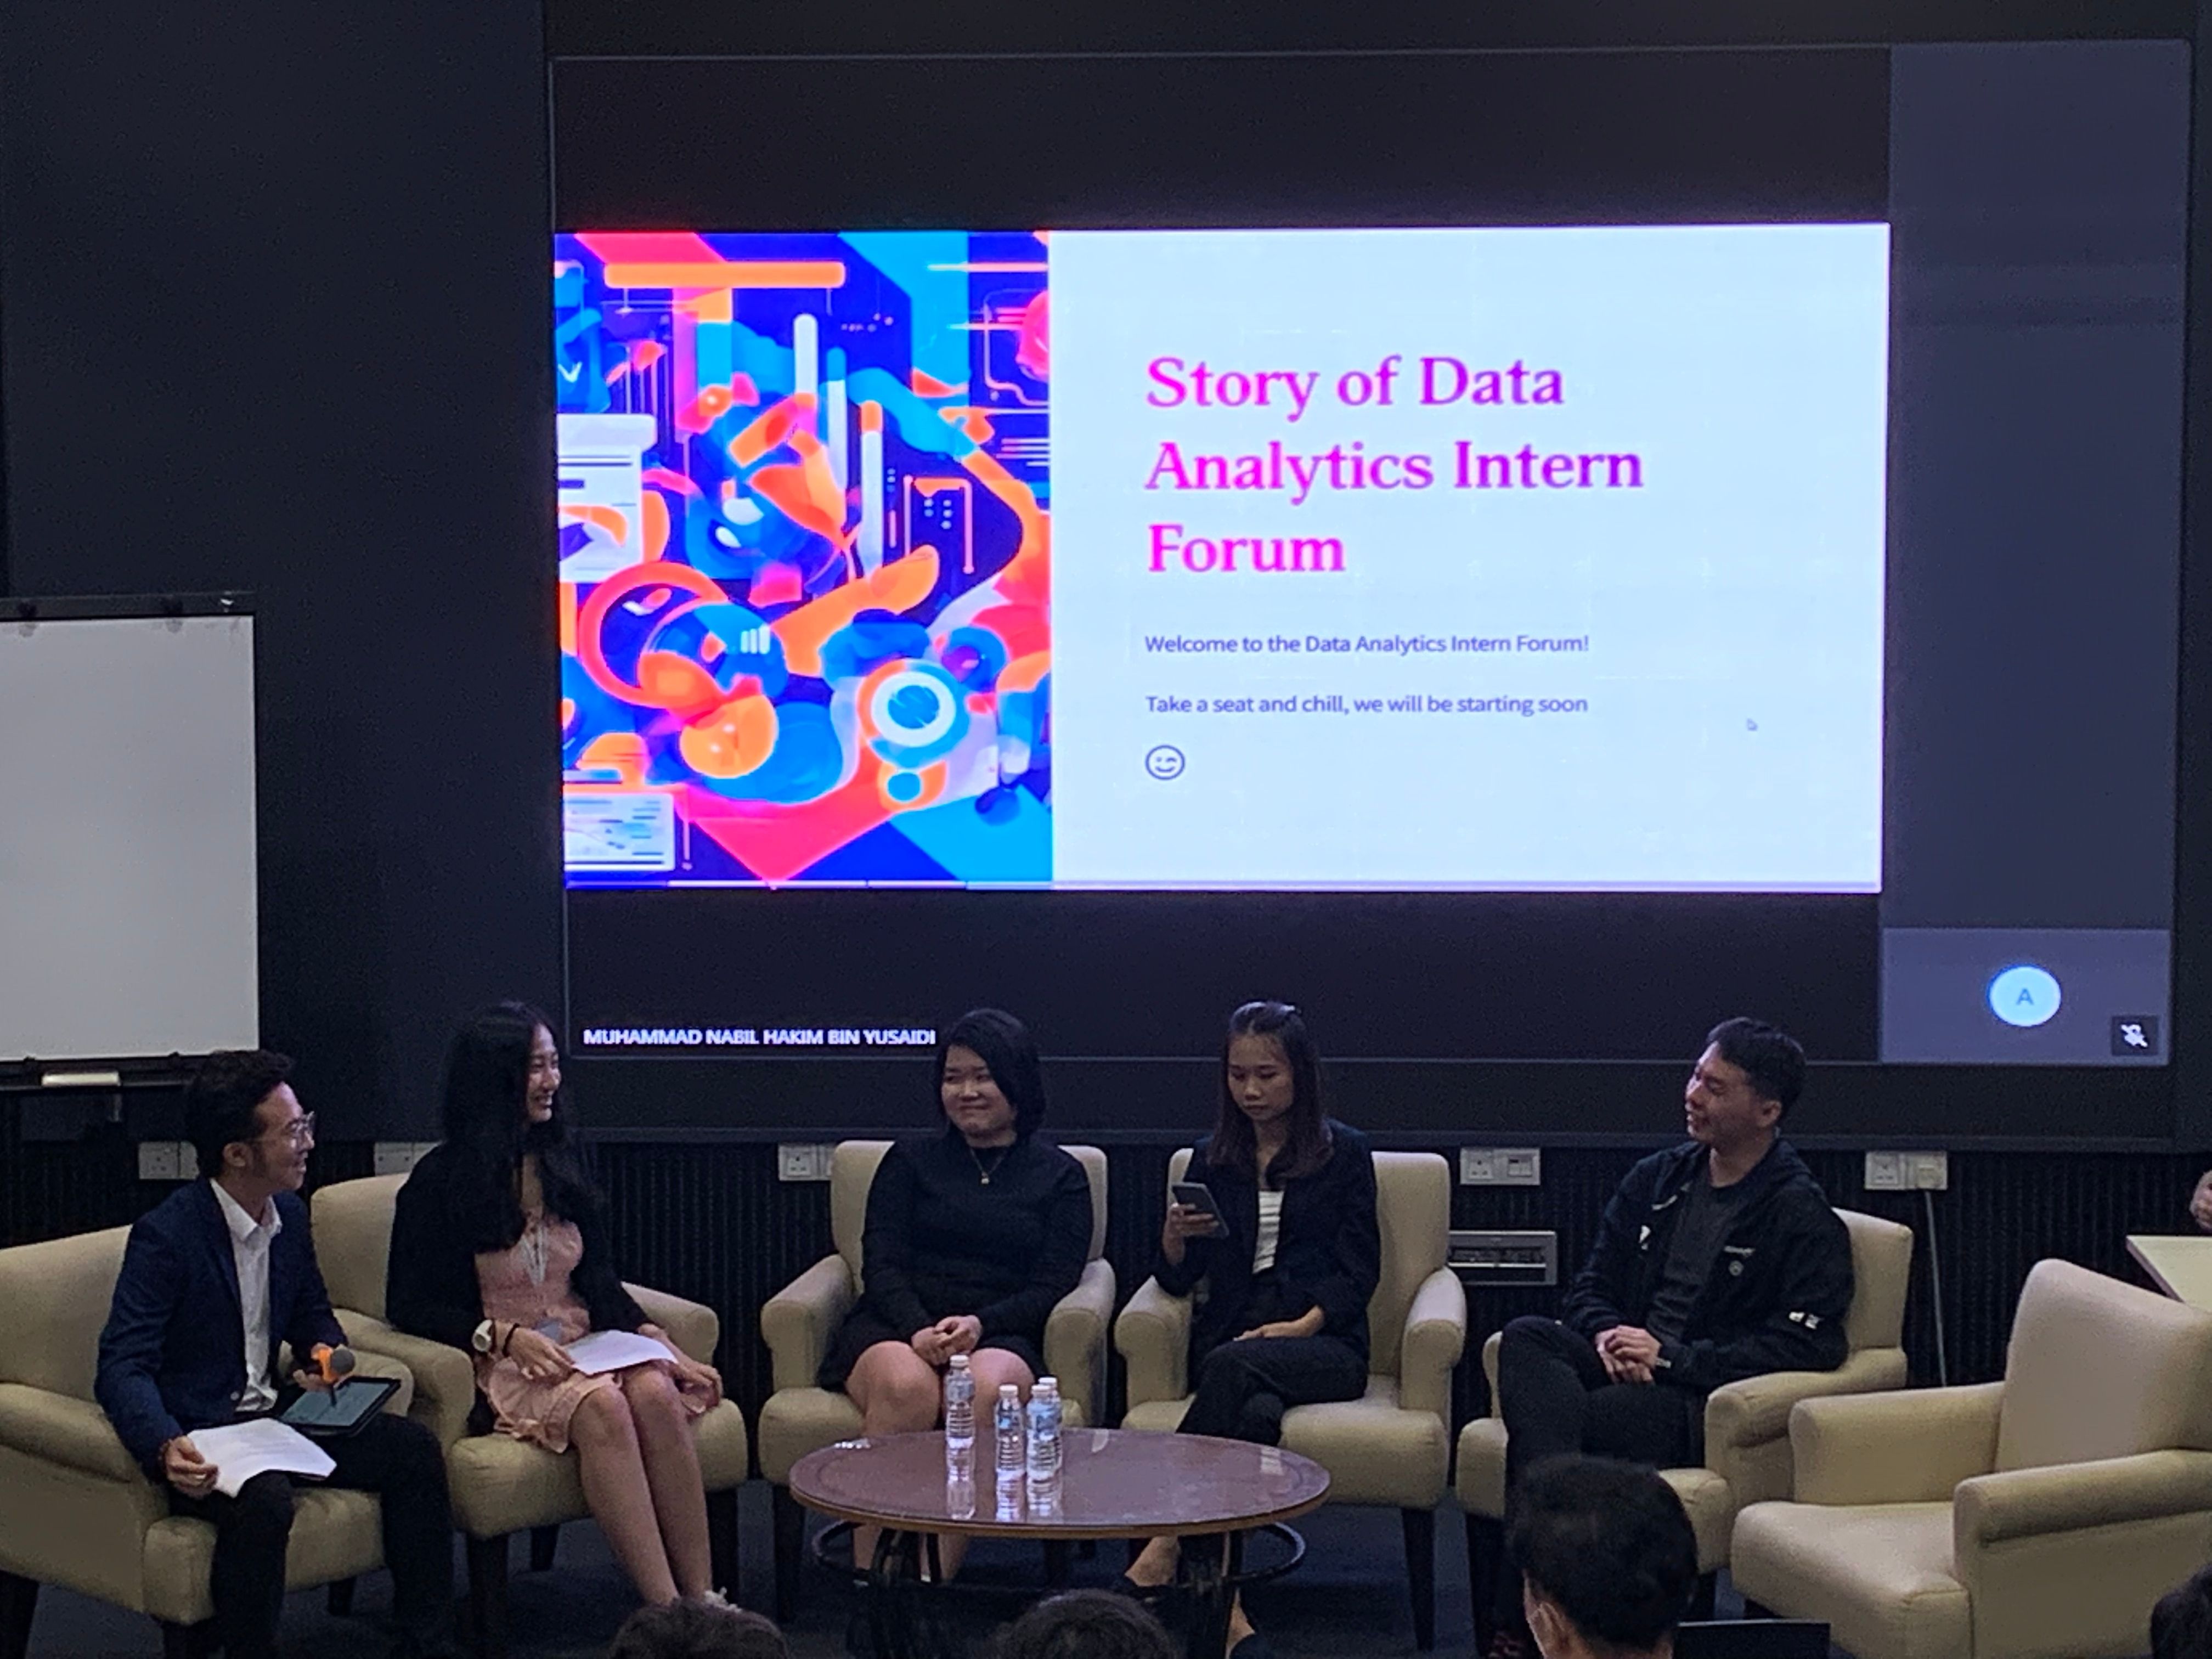 Story of Data
Analytics Intern
Forum
Welcome to the Data Analytics Intern Forum!
Take a seat and chill, we will be starting soon
MUHAMMAD NABIL HAKIM BIN YUSAIDI
A